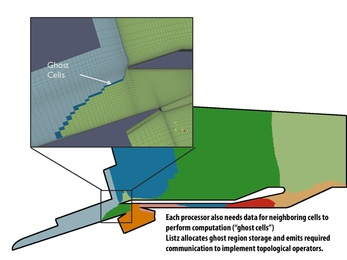 Ghost
Cells
Each processor also needs data for neighboring cells to
perform computation ("ghost cells")
Listz allocates ghost region storage and emits required
communication to implement topological operators.